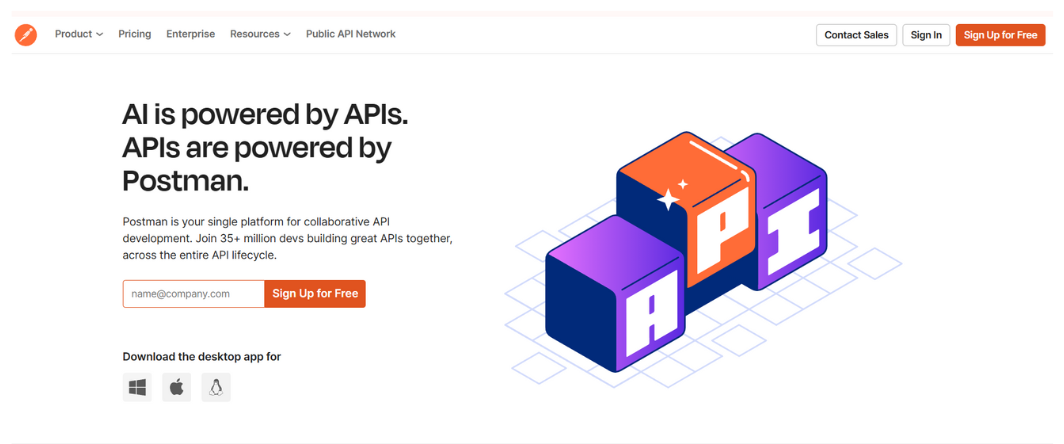 Product
Pricing
Enterprise
Resources
Public API Network
Contact Sales
Sign In
Sign Up for Free
AI is powered by APIs.
APIs are powered by
Postman.
Postman is your single platform for collaborative API
development. Join 35+ million devs building great APIs together,
across the entire API lifecycle.
name@company.com
Sign Up for Free
Download the desktop app for
A P I